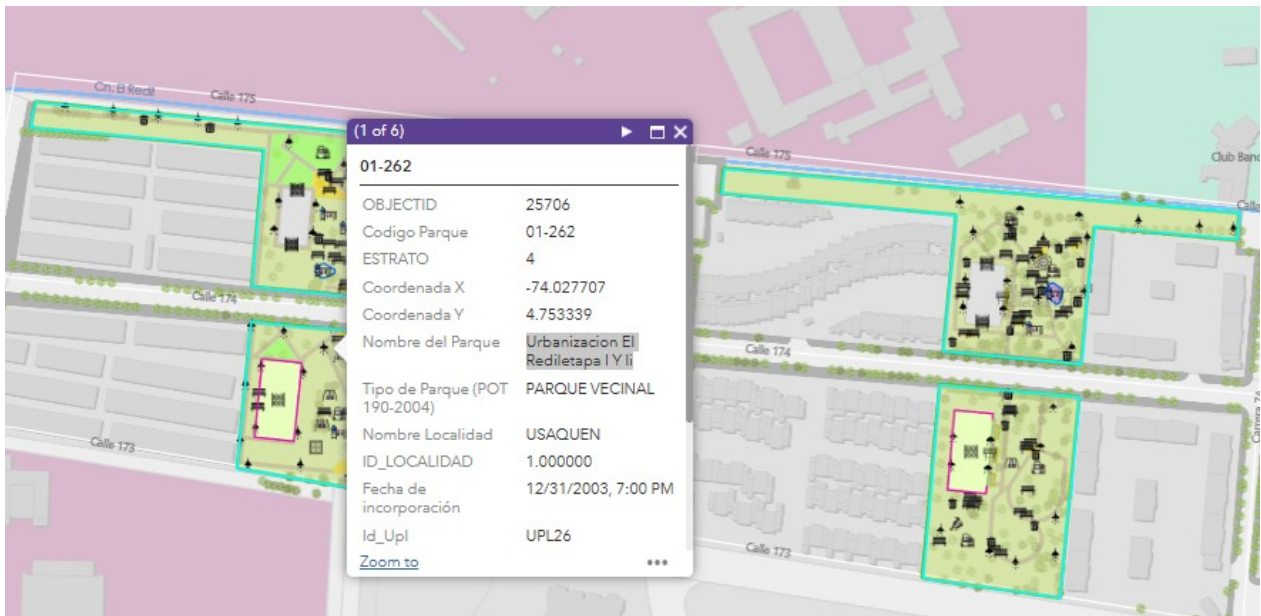 Cn. El Redil
Calle 175
(1 of 6)
01-262
OBJECTID 25706
Codigo Parque 01-262
ESTRATO 4
Coordenada X -74.027707
Coordenada Y 4.753339
Nombre del Parque Urbanizacion El
Rediletapa I Y Ii
Tipo de Parque (POT PARQUE VECINAL
190-2004)
Nombre Localidad USAQUEN
ID_LOCALIDAD 1.000000
Fecha de 12/31/2003, 7:00 PM
incorporación
Id_Upl UPL26
Zoom to
Calle 174
Calle 173
Calle 175
Club Banc
Calle
Calle 174
Calle 173